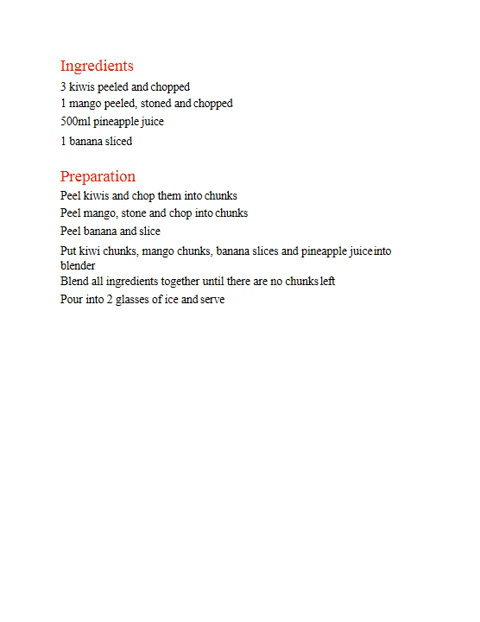 Ingredients
3 kiwis peeled and chopped
1 mango peeled, stoned and chopped
500ml pineapple juice
1 banana sliced
Preparation
Peel kiwis and chop them into chunks
Peel mango, stone and chop into chunks
Peel banana and slice
Put kiwi chunks, mango chunks, banana slices and pineapple juice into
blender
Blend all ingredients together until there are no chunks left
Pour into 2 glasses of ice and serve